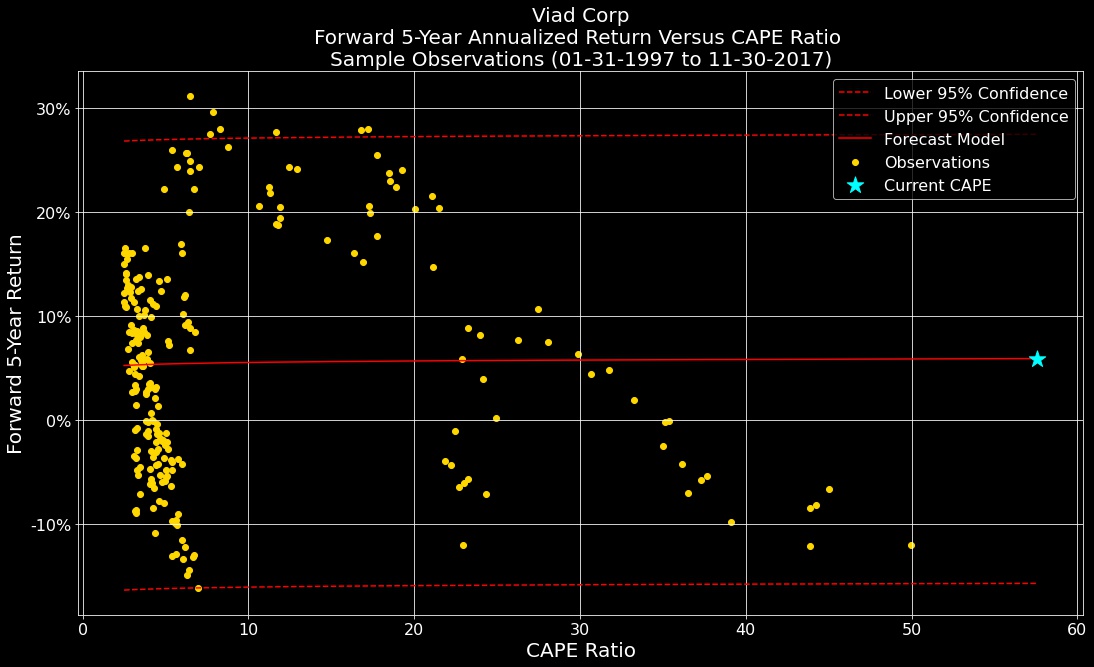 Viad Corp
Forward 5-Year Annualized Return Versus CAPE Ratio
Sample Observations (01-31-1997 to 11-30-2017)
Lower 95% Confidence
Upper 95% Confidence
Forecast Model
Observations
Current CAPE
Forward 5-Year Return
30%
20%
10%
0%
-10%
0
10
20
30
40
50
60
CAPE Ratio